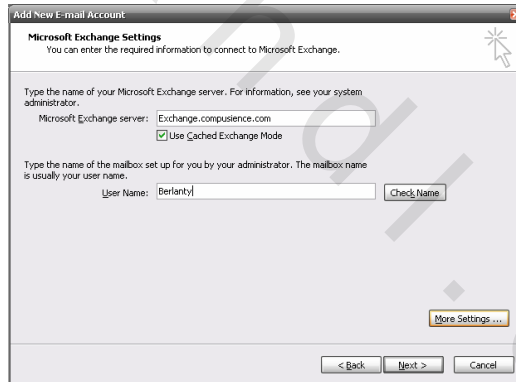 Add New E-mail Account
Microsoft Exchange Settings
You can enter the required information to connect to Microsoft Exchange.
Type the name of your Microsoft Exchange server. For information, see your system
administrator.
Microsoft Exchange server: Exchange.compusience.com
Use Cached Exchange Mode
Type the name of the mailbox set up for you by your administrator. The mailbox name
is usually your user name.
User Name: Berlanty Check Name
More Settings ...
< Back Next > Cancel